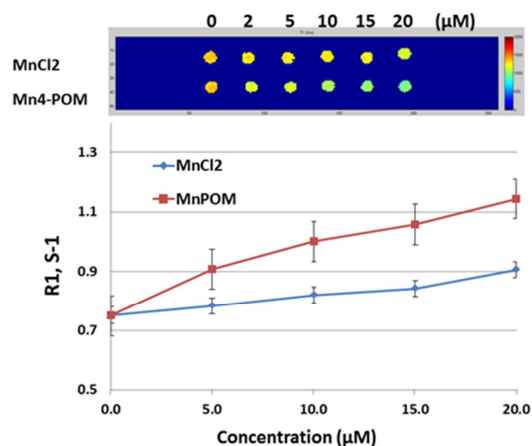 0 2 5 10 15 20 (μM)
MnCl2
Mn4-POM
1.3
MnCl2
MnPOM
1.1
R1, S-1
0.9
0.7
0.5
0.0 5.0 10.0 15.0 20.0
Concentration (μM)